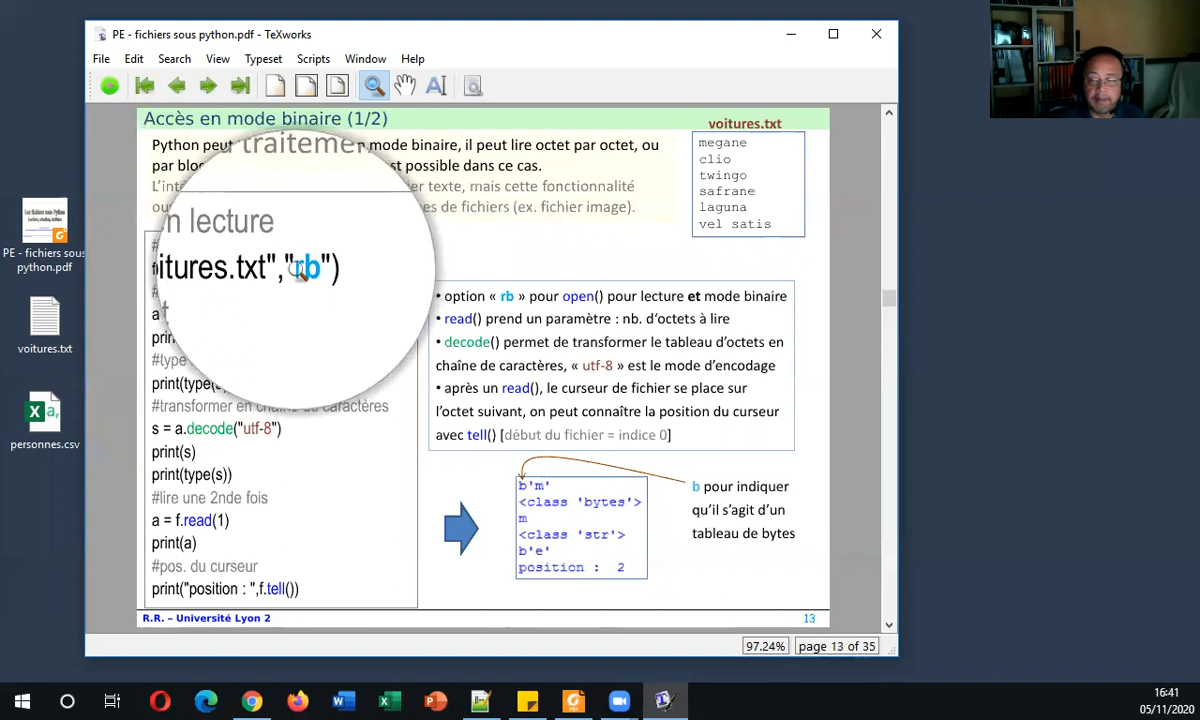 PE - fichiers sous python.pdf - TeXworks
File Edit Search View Typeset Scripts Window Help
Accès en mode binaire (1/2)
voitures.txt
Python peut traitement mode binaire, il peut lire octet par octet, ou
par blo st possible dans ce cas.
L'inté er texte, mais cette fonctionnalité
ou es de fichiers (ex. fichier image).
megane
clio
twingo
safrane
laguna
vel satis
n lecture
itures.txt","rb")
a
prin
#type
print(type(
#transformer en chaîne de caractères
s = a.decode("utf-8")
print(s)
print(type(s))
#lire une 2nde fois
a = f.read(1)
print(a)
#pos. du curseur
print("position : ",f.tell())
• option « rb » pour open() pour lecture et mode binaire
• read() prend un paramètre : nb. d'octets à lire
• decode() permet de transformer le tableau d'octets en
chaîne de caractères, « utf-8 » est le mode d'encodage
• après un read(), le curseur de fichier se place sur
l'octet suivant, on peut connaître la position du curseur
avec tell() [début du fichier = indice 0]
b'm'
<class 'bytes'>
m
<class 'str'>
b'e'
position : 2
b pour indiquer
qu'il s'agit d'un
tableau de bytes
R.R. – Université Lyon 2
13
97.24%
page 13 of 35
PE - fichiers sous
python.pdf
voitures.txt
personnes.csv
16:41
05/11/2020